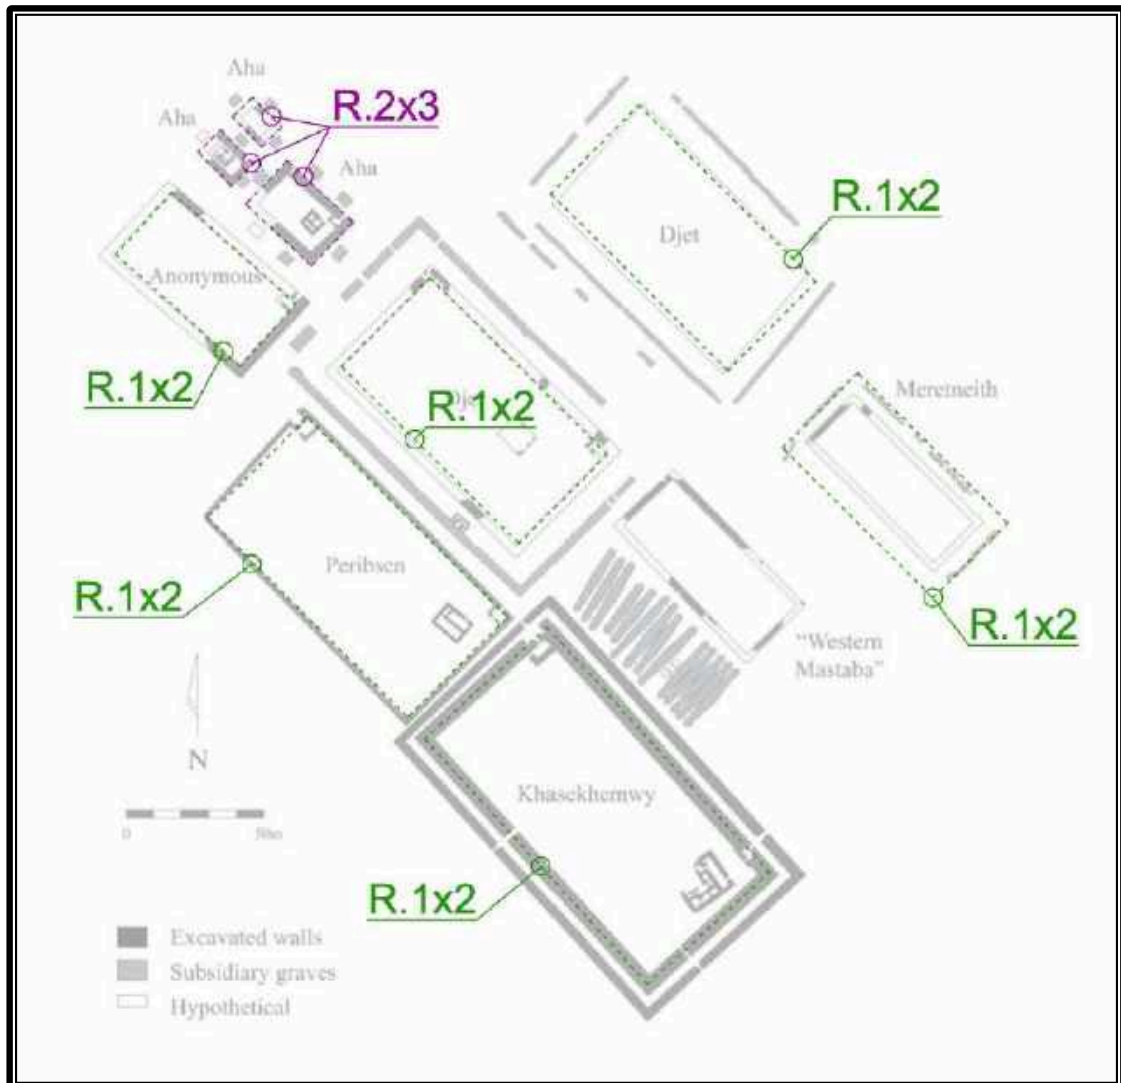 Aha
R.2x3
Aha
Aha
R.1x2
Djet
Anonymous
R.1x2
Meretneith
R.1x2
Peribsen
R.1x2
R.1x2
"Western
Mastaba"
N
Khasekhemwy
0
R.1x2
Excavated walls
Subsidiary graves
Hypothetical